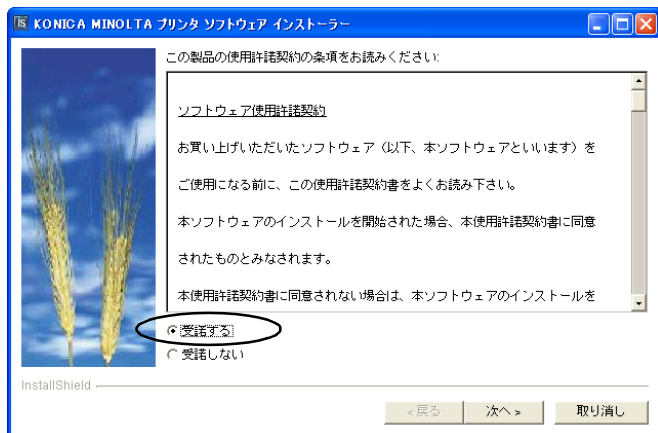 KONICA MINOLTA プリンタ ソフトウェア インストーラー
この製品の使用許諾契約の条項をお読みください:
ソフトウェア使用許諾契約
お買い上げいただいたソフトウェア（以下、本ソフトウェアといいます）を
ご使用になる前に、この使用許諾契約書をよくお読み下さい。
本ソフトウェアのインストールを開始された場合、本使用許諾契約書に同意
されたものとみなされます。
本使用許諾契約書に同意されない場合は、本ソフトウェアのインストールを
受諾する
受諾しない
InstallShield
< 戻る 次へ > 取り消し